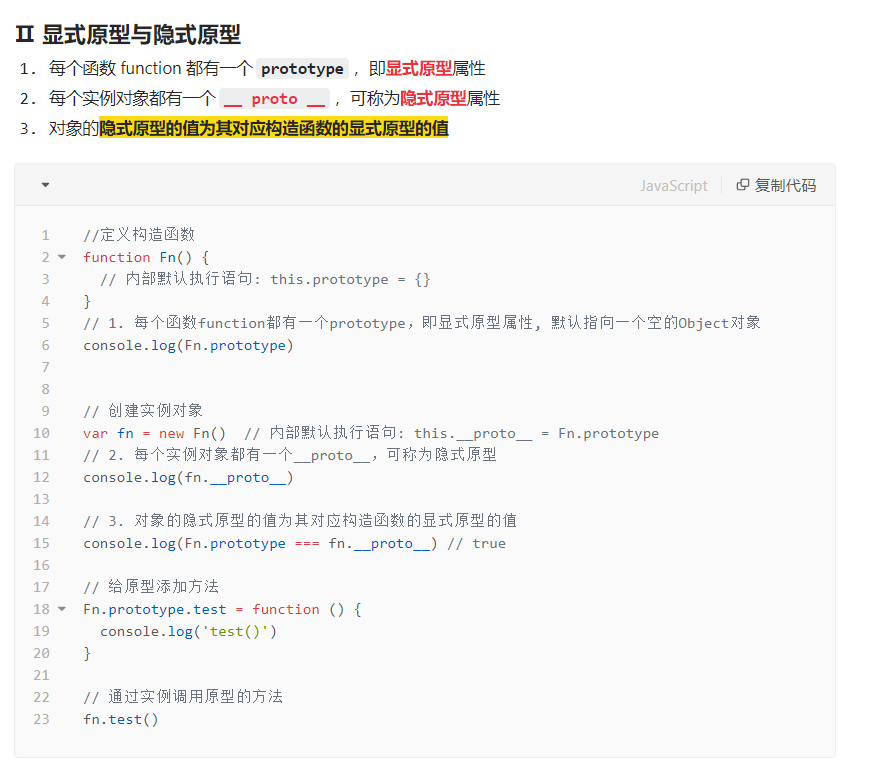 Ⅱ 显式原型与隐式原型
1. 每个函数 function 都有一个 prototype ，即显式原型属性
2. 每个实例对象都有一个 __ proto __ ，可称为隐式原型属性
3. 对象的隐式原型的值为其对应构造函数的显式原型的值
JavaScript 复制代码
1 //定义构造函数
2 function Fn() {
3 // 内部默认执行语句: this.prototype = {}
4 }
5 // 1. 每个函数function都有一个prototype，即显式原型属性, 默认指向一个空的Object对象
6 console.log(Fn.prototype)
7
8
9 // 创建实例对象
10 var fn = new Fn()  // 内部默认执行语句: this.__proto__ = Fn.prototype
11 // 2. 每个实例对象都有一个__proto__，可称为隐式原型
12 console.log(fn.__proto__)
13
14 // 3. 对象的隐式原型的值为其对应构造函数的显式原型的值
15 console.log(Fn.prototype === fn.__proto__) // true
16
17 // 给原型添加方法
18 Fn.prototype.test = function () {
19 console.log('test()')
20 }
21
22 // 通过实例调用原型的方法
23 fn.test()